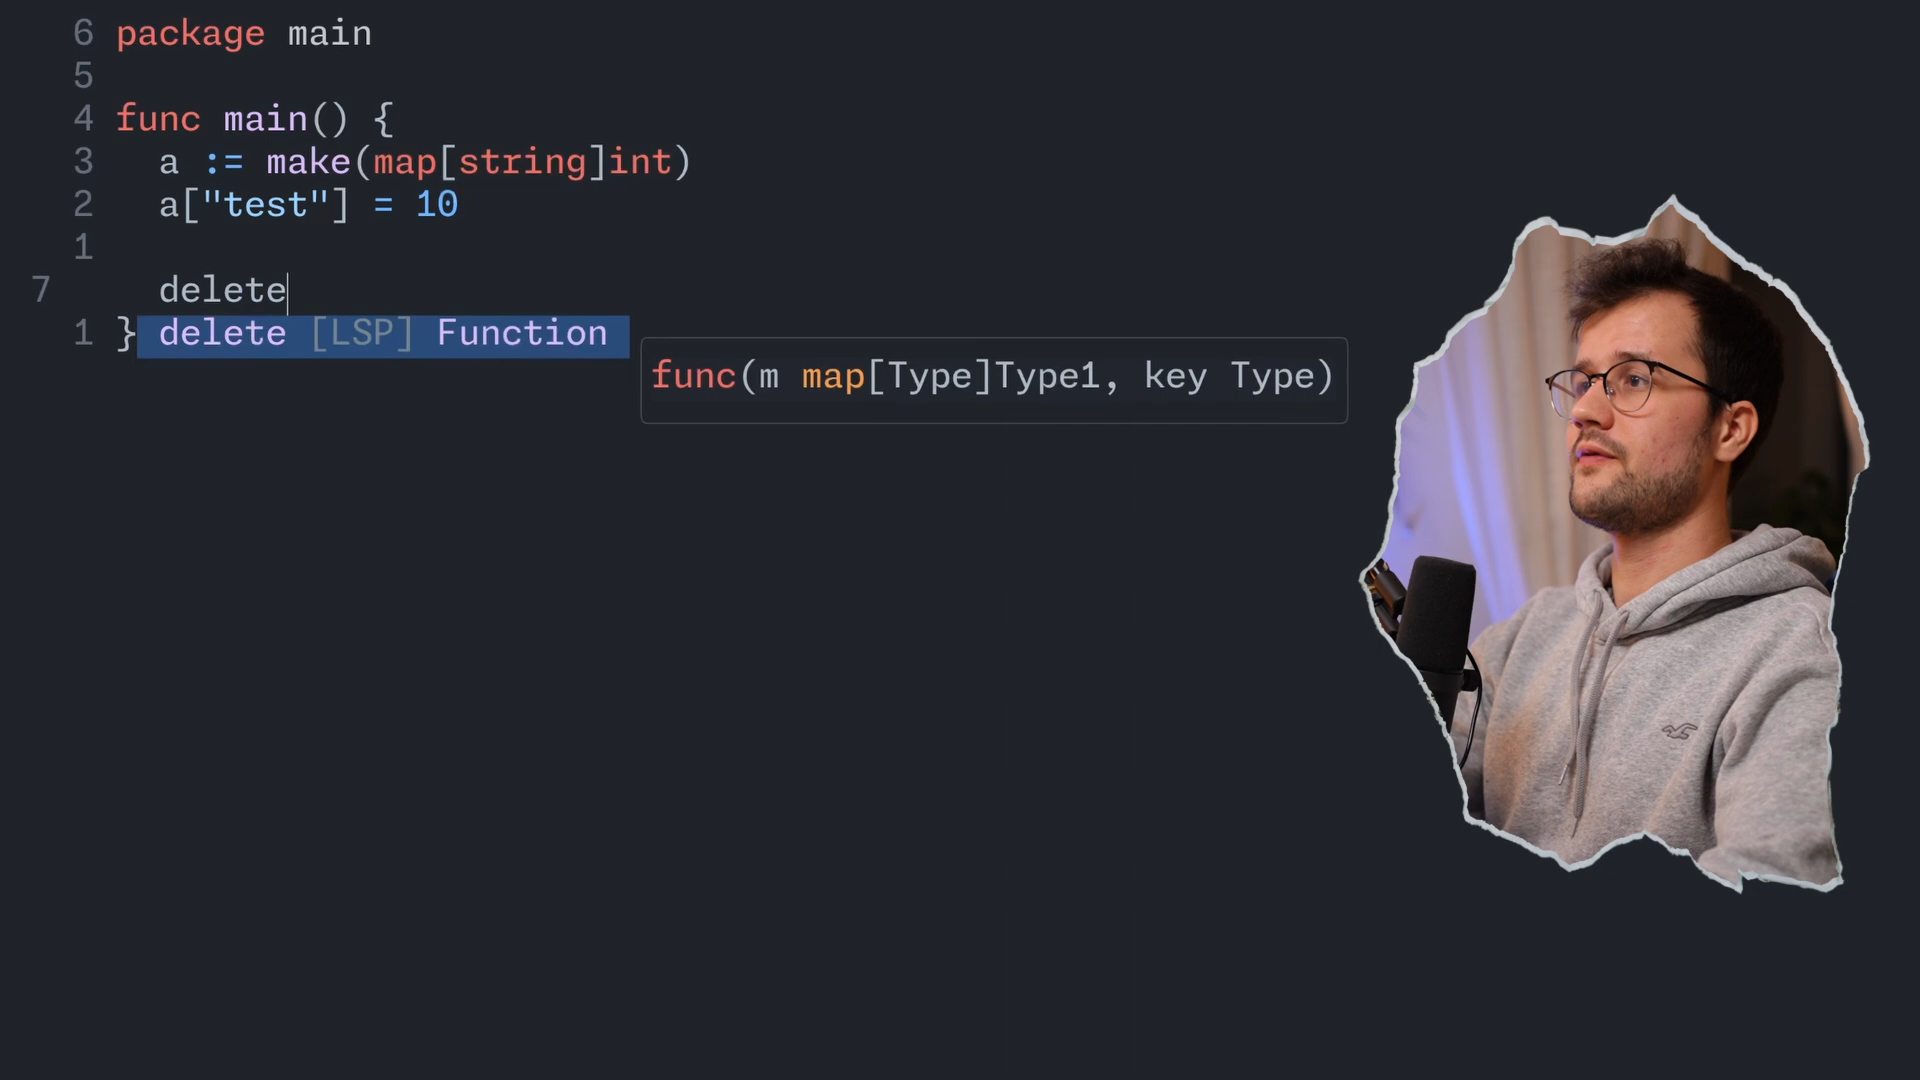 6 package main
5
4 func main() {
3 a := make(map[string]int)
2 a["test"] = 10
1
7 delete
1 } delete [LSP] Function
func(m map[Type]Type1, key Type)